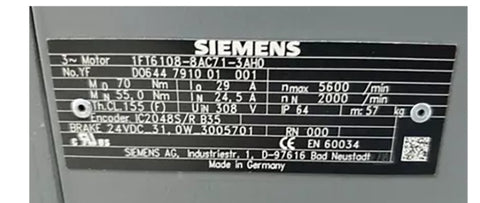 SIEMENS
3~ Motor 1FT6108-8AC71-3AH0
No.YF D0644 7910 01 001
M0 70 Nm I0 29 A nmax 5600 /min
MN 55,0 Nm IN 24,5 A nN 2000 /min
Th.CL.155 (F) UIN 308 V IP 64 m: 57 kg
Encoder IC2048S/R B35
BRAKE 24VDC 31,0W 3005701 RN 000
CE EN 60034
SIEMENS AG, Industriestr. 1, D-97616 Bad Neustadt
Made in Germany